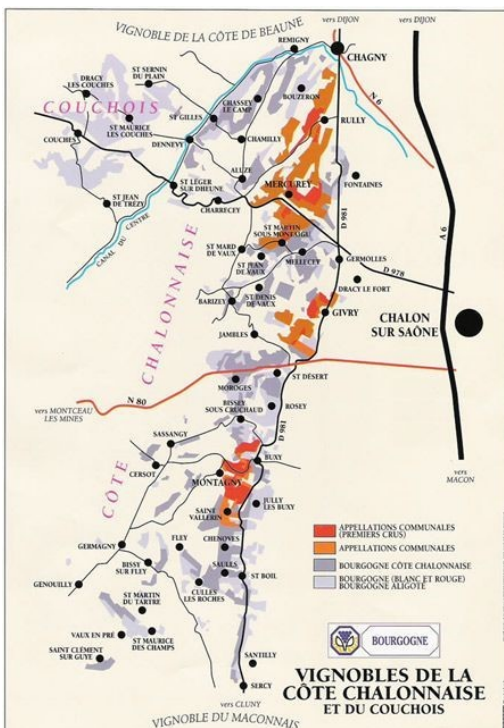 VIGNOBLE DE LA CÔTE DE BEAUNE
vers DIJON
vers DIJON
REMIGNY
CHAGNY
ST SERNIN
DU PLAIN
DRACY
LES COUCHES
CHASSEY
LE CAMP
BOUZERON
N 6
COUCHOIS
ST MAURICE
LES COUCHES
ST GILLES
RULLY
COUCHES
DENNEVY
CHAMILLY
ALUZE
ST LÉGER
SUR DHEUNE
MERCUREY
FONTAINES
ST JEAN
DE TRÉZY
CHARRECEY
CANAL DU CENTRE
D 981
A 6
ST MARTIN
SOUS MONTAIGU
ST MARD
DE VAUX
ST JEAN
DE VAUX
MELLECEY
GERMOLLES
D 978
DRACY LE FORT
ST DENIS
DE VAUX
BARIZEY
GIVRY
CHALON
SUR SAÔNE
JAMBLES
CHALONNAISE
ST DÉSERT
MOROGES
N 80
vers MONTCEAU
LES MINES
BISSEY
SOUS CRUCHAUD
ROSEY
D 981
SASSANGY
BUXY
vers
MACON
CERSOT
MONTAGNY
CÔTE
JULLY
LES BUXY
SAINT
VALLERIN
GERMAGNY
FLEY
CHENOVES
BISSY
SUR FLEY
SAULES
ST BOIL
GENOUILLY
CULLES
LES ROCHES
ST MARTIN
DU TARTRE
VAUX EN PRÉ
ST MAURICE
DES CHAMPS
SAINT CLÉMENT
SUR GUYE
SANTILLY
SERCY
vers CLUNY
VIGNOBLE DU MACONNAIS
APPELLATIONS COMMUNALES
(PREMIERS CRUS)
APPELLATIONS COMMUNALES
BOURGOGNE CÔTE CHALONNAISE
BOURGOGNE (BLANC ET ROUGE)
BOURGOGNE ALIGOTÉ
BOURGOGNE
VIGNOBLES DE LA
CÔTE CHALONNAISE
ET DU COUCHOIS